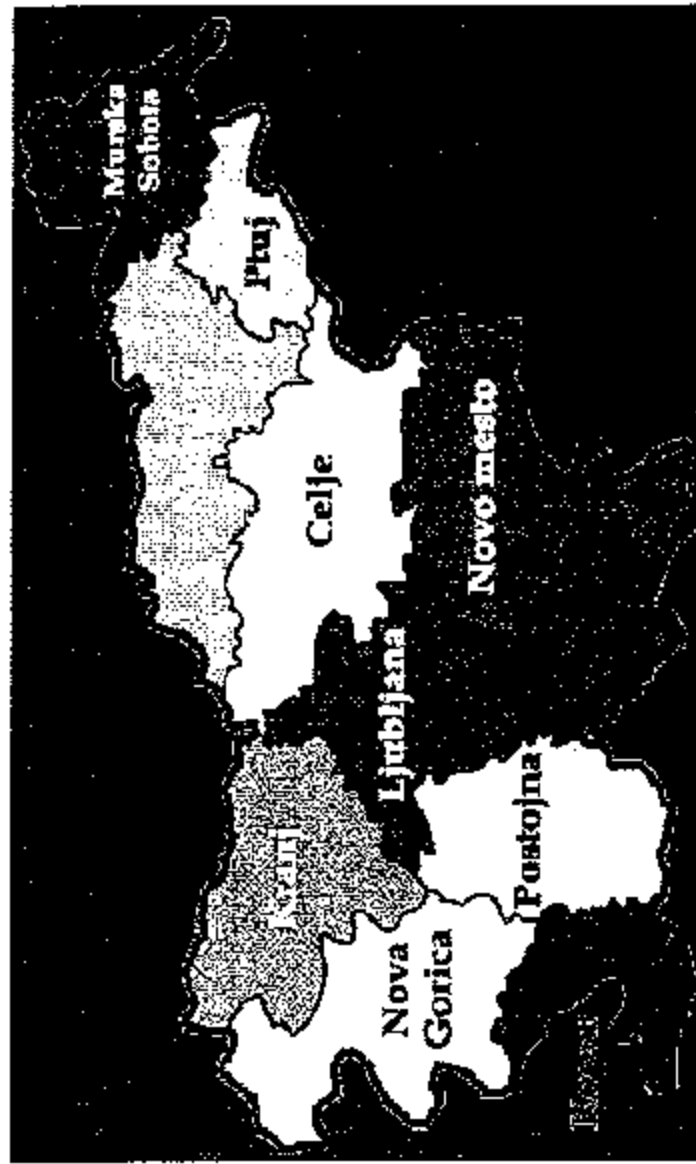 Murska
Sobota
Ptuj
Celje
Novo mesto
Ljubljana
Kranj
Postojna
Nova
Gorica